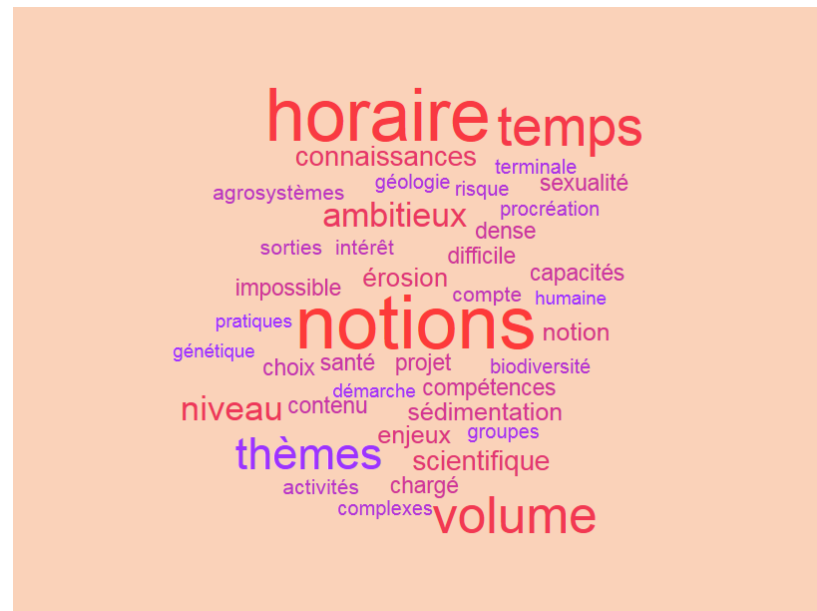 horaire temps
connaissances terminale
agrosystèmes géologie risque sexualité
ambitieux procréation
dense
sorties intérêt difficile
impossible érosion capacités
compte humaine
pratiques notions notion
génétique choix santé projet biodiversité
démarche compétences
niveau contenu sédimentation
enjeux groupes
thèmes scientifique
activités chargé
complexes volume